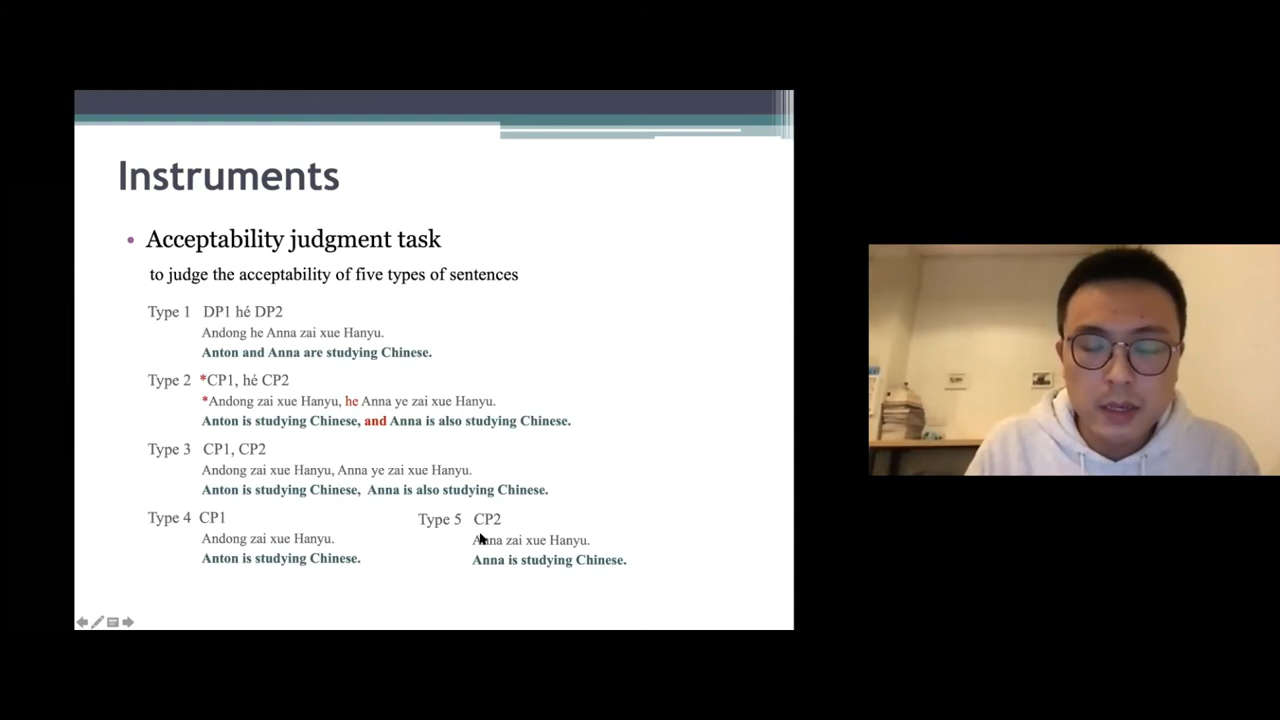 Instruments
• Acceptability judgment task
to judge the acceptability of five types of sentences
Type 1 DP1 hé DP2
Andong he Anna zai xue Hanyu.
Anton and Anna are studying Chinese.
Type 2 *CP1, hé CP2
*Andong zai xue Hanyu, he Anna ye zai xue Hanyu.
Anton is studying Chinese, and Anna is also studying Chinese.
Type 3 CP1, CP2
Andong zai xue Hanyu, Anna ye zai xue Hanyu.
Anton is studying Chinese, Anna is also studying Chinese.
Type 4 CP1
Andong zai xue Hanyu.
Anton is studying Chinese.
Type 5 CP2
Anna zai xue Hanyu.
Anna is studying Chinese.